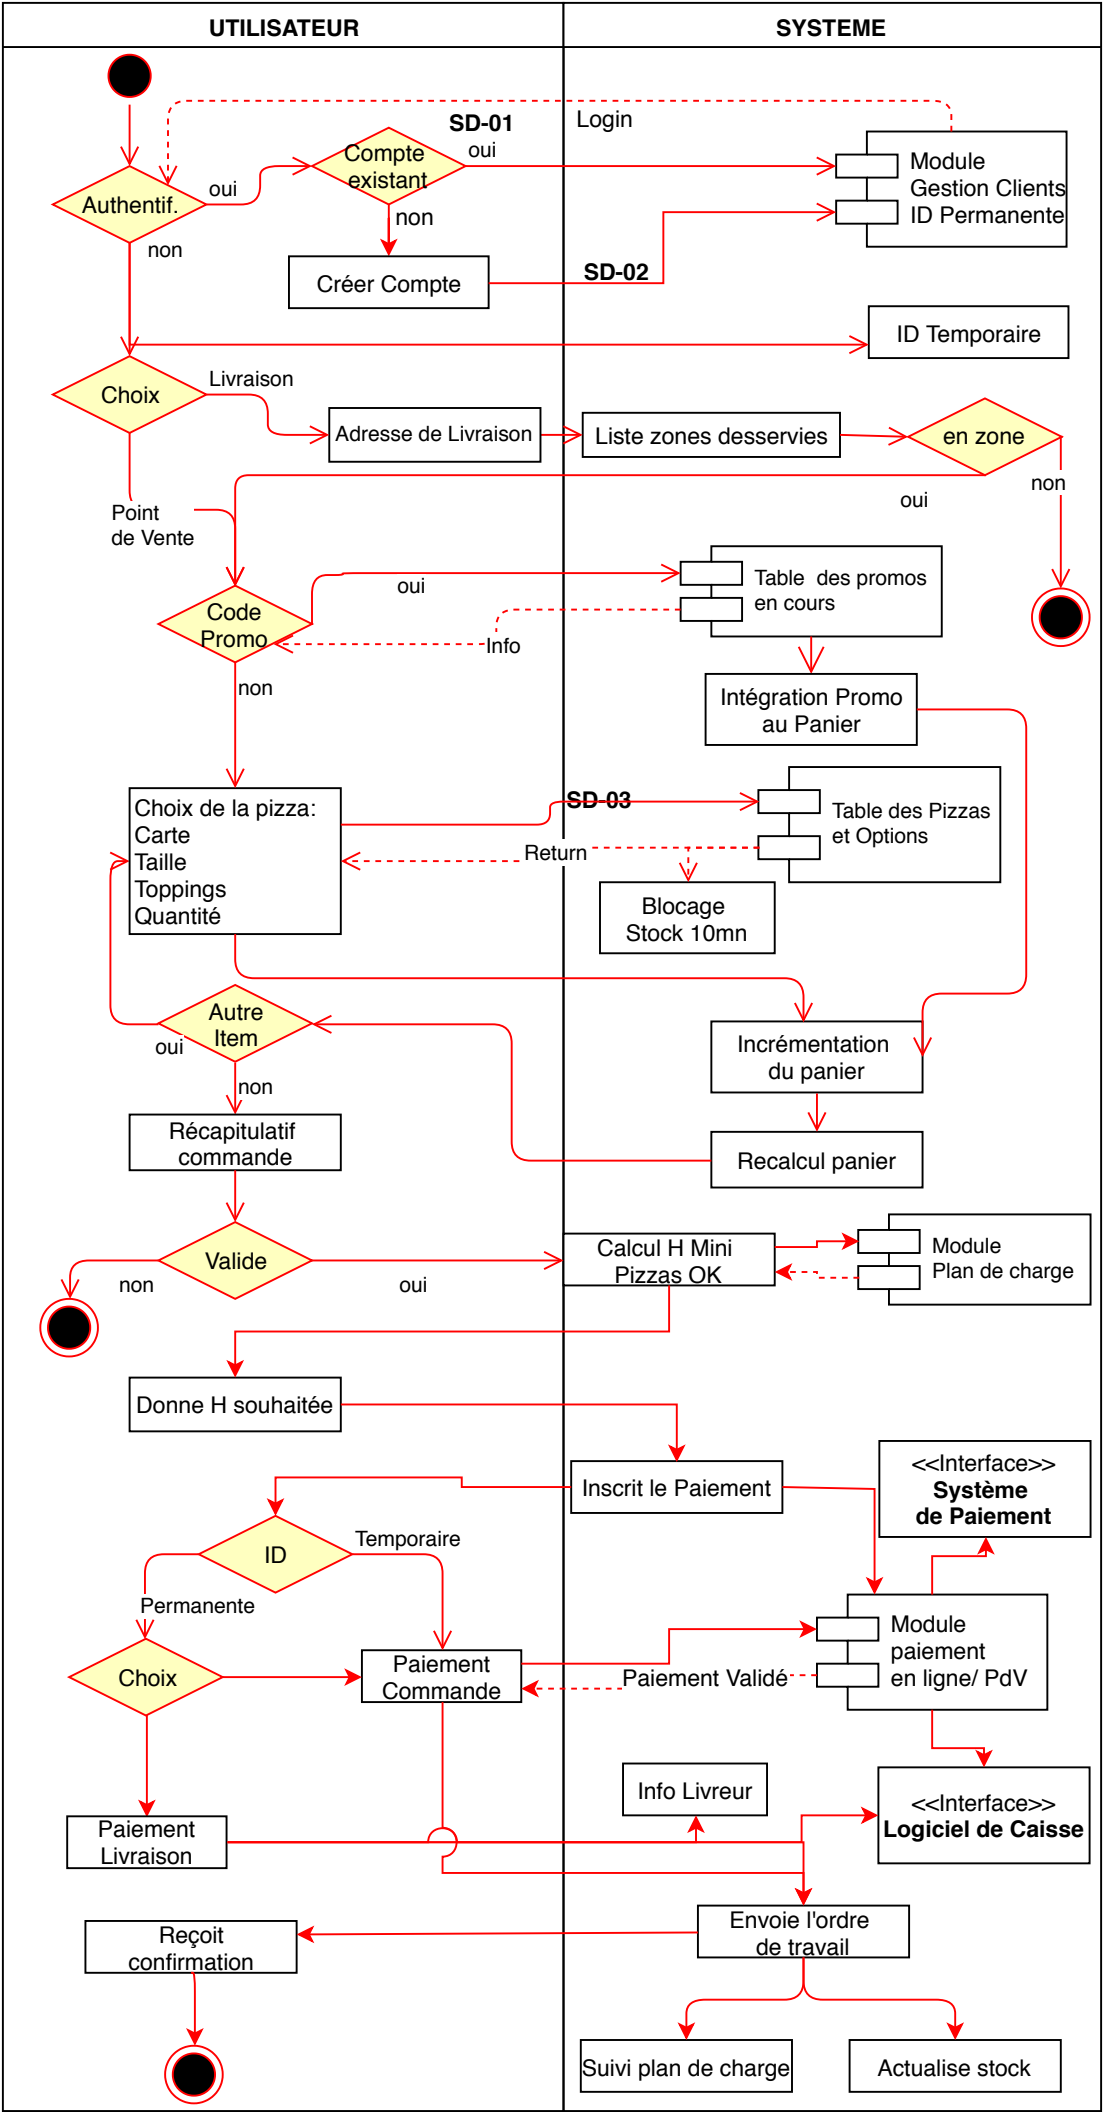 UTILISATEUR
SYSTEME
SD-01
Login
Compte
existant
oui
Module
Gestion Clients
ID Permanente
Authentif.
oui
non
non
SD-02
Créer Compte
ID Temporaire
Choix
Livraison
Adresse de Livraison
Liste zones desservies
en zone
oui
non
Point
de Vente
Code
Promo
oui
Table  des promos
en cours
Info
non
Intégration Promo
au Panier
Choix de la pizza:
Carte
Taille
Toppings
Quantité
SD-03
Table des Pizzas
et Options
Return
Blocage
Stock 10mn
Autre
Item
oui
non
Incrémentation
du panier
Récapitulatif
commande
Recalcul panier
Valide
non
oui
Calcul H Mini
Pizzas OK
Module
Plan de charge
Donne H souhaitée
Inscrit le Paiement
<<Interface>>
Système
de Paiement
ID
Temporaire
Permanente
Choix
Paiement
Commande
Module
paiement
en ligne/ PdV
Paiement Validé
Info Livreur
<<Interface>>
Logiciel de Caisse
Paiement
Livraison
Envoie l'ordre
de travail
Reçoit
confirmation
Suivi plan de charge
Actualise stock